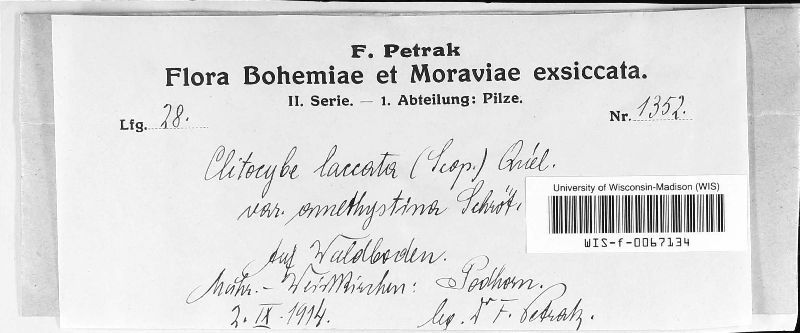 F. Petrak
Flora Bohemiae et Moraviae exsiccata.
II. Serie. — 1. Abteilung: Pilze.
Lfg. 28.
Nr. 1352.
Clitocybe laccata (Scop.) Quél.
var. amethystina Schröt.
University of Wisconsin-Madison (WIS)
WIS-f-0067134
Auf Waldboden.
Mähr.-Weisskirchen: Podhorn.
2. IX. 1914.
leg. Dr F. Petrak.